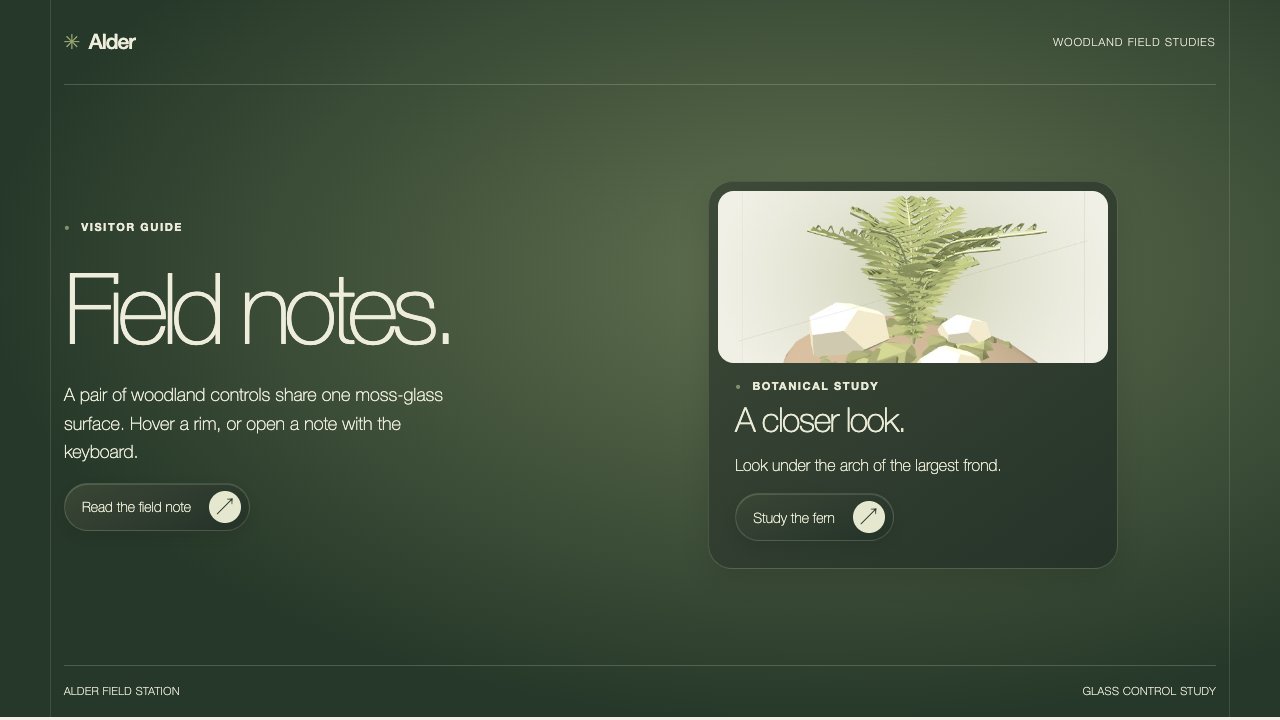 Alder
WOODLAND FIELD STUDIES
VISITOR GUIDE
Field notes.
A pair of woodland controls share one moss-glass
surface. Hover a rim, or open a note with the
keyboard.
Read the field note
BOTANICAL STUDY
A closer look.
Look under the arch of the largest frond.
Study the fern
ALDER FIELD STATION
GLASS CONTROL STUDY